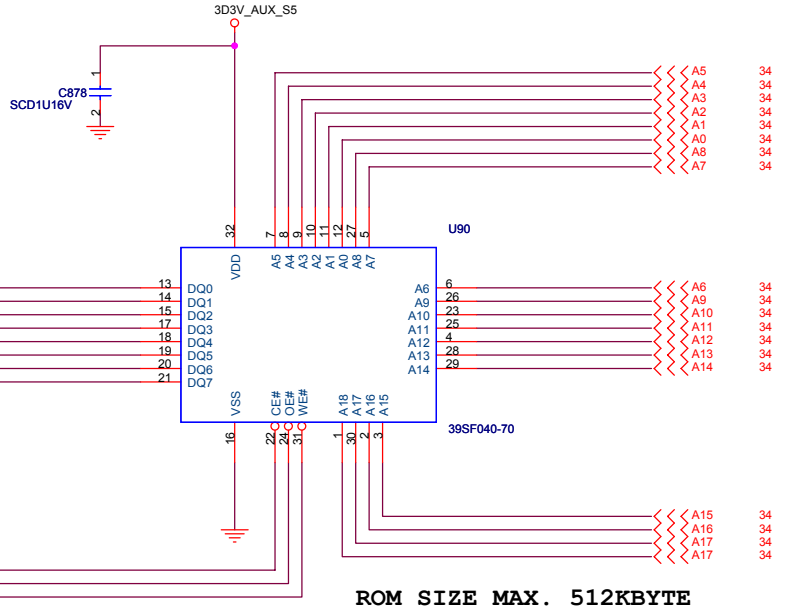 3D3V_AUX_S5
1
C878
SCD1U16V
2
A5 34
A4 34
A3 34
A2 34
A1 34
A0 34
A8 34
A7 34
32 7 8 9 10 11 12 27 5
U90
VDD A5 A4 A3 A2 A1 A0 A8 A7
13 DQ0 A6 6 A6 34
14 DQ1 A9 26 A9 34
15 DQ2 A10 23 A10 34
17 DQ3 A11 25 A11 34
18 DQ4 A12 4 A12 34
19 DQ5 A13 28 A13 34
20 DQ6 A14 29 A14 34
21 DQ7
VSS CE# OE# WE# A18 A17 A16 A15
16 22 24 31 1 30 2 3
39SF040-70
A15 34
A16 34
A17 34
A17 34
ROM SIZE MAX. 512KBYTE